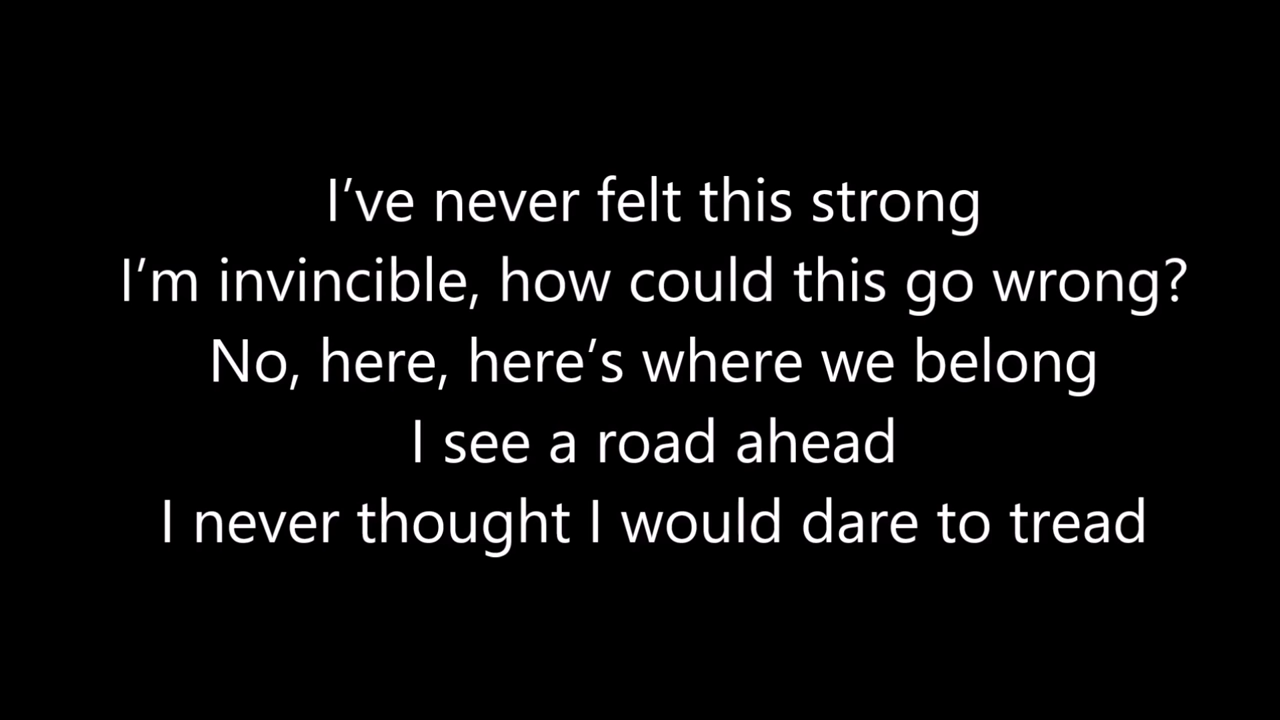 I’ve never felt this strong
I’m invincible, how could this go wrong?
No, here, here’s where we belong
I see a road ahead
I never thought I would dare to tread